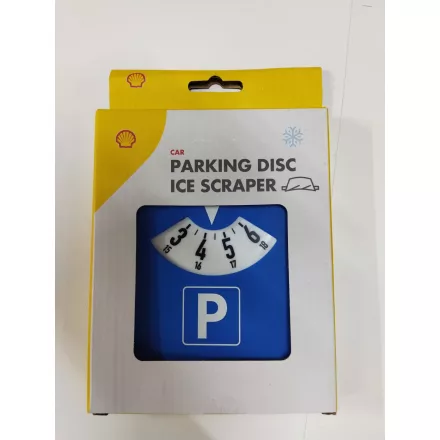 CAR
PARKING DISC
ICE SCRAPER
3 4 5 6
15 16 17 18
P